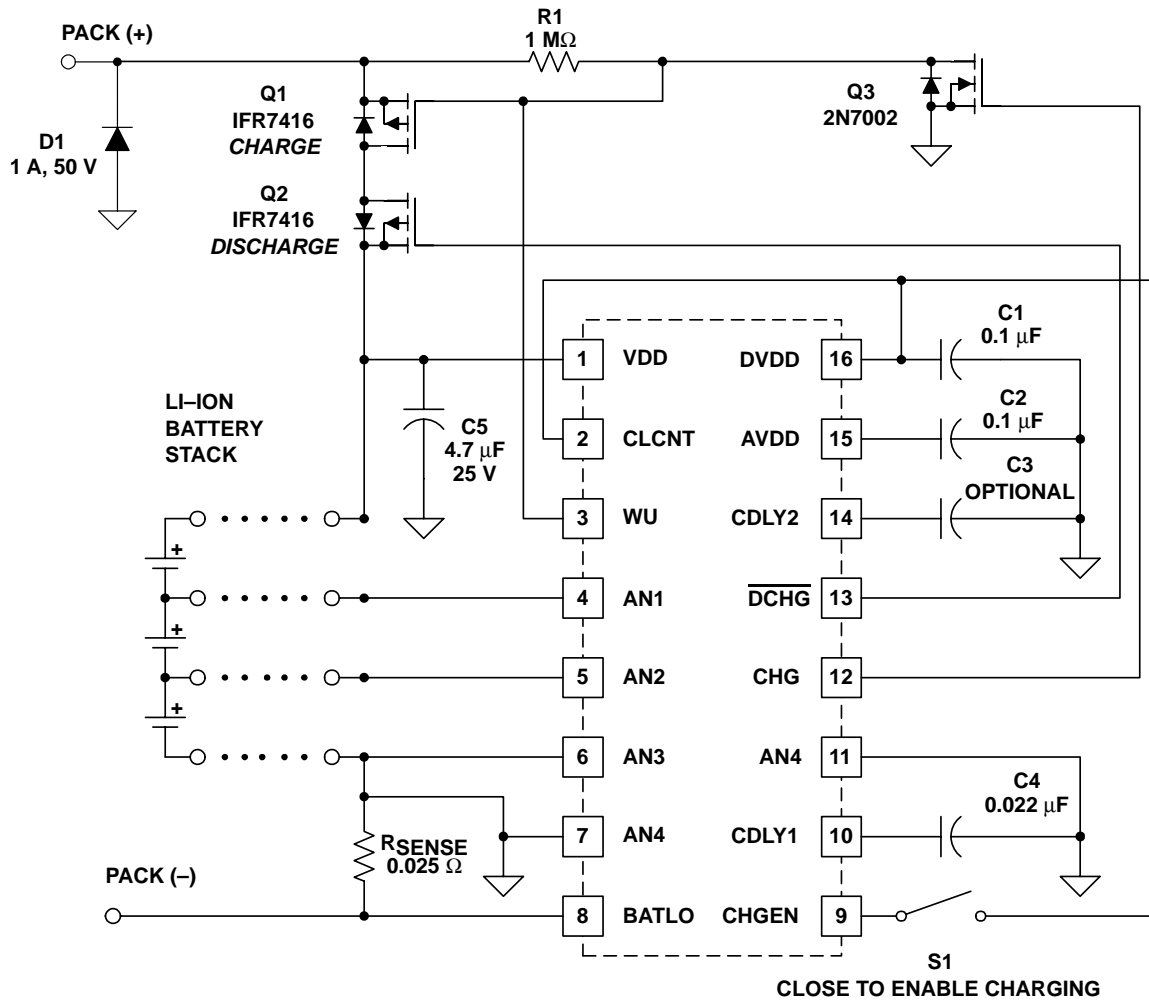 PACK (+)
R1
1 MΩ
Q1
IFR7416
CHARGE
Q3
2N7002
D1
1 A, 50 V
Q2
IFR7416
DISCHARGE
C1
0.1 μF
1
VDD
DVDD
16
LI–ION
BATTERY
STACK
C5
4.7 μF
25 V
C2
0.1 μF
2
CLCNT
AVDD
15
C3
OPTIONAL
3
WU
CDLY2
14
+
4
AN1
DCHG
13
+
5
AN2
CHG
12
+
6
AN3
AN4
11
C4
0.022 μF
RSENSE
0.025 Ω
7
AN4
CDLY1
10
PACK (–)
8
BATLO
CHGEN
9
S1
CLOSE TO ENABLE CHARGING